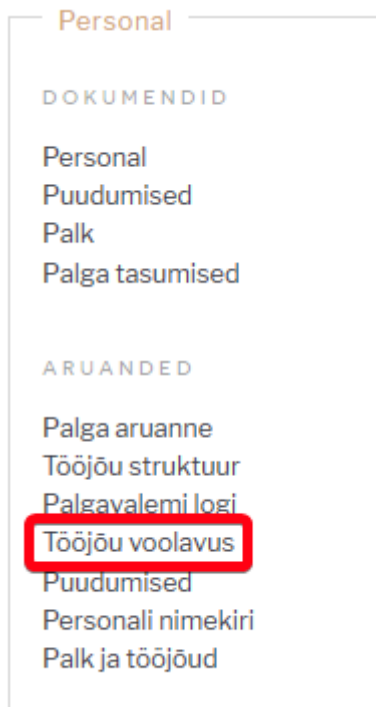 Personal
DOKUMENDID
Personal
Puudumised
Palk
Palga tasumised
ARUANDED
Palga aruanne
Tööjõu struktuur
Palgavalemi logi
Tööjõu voolavus
Puudumised
Personali nimekiri
Palk ja tööjõud